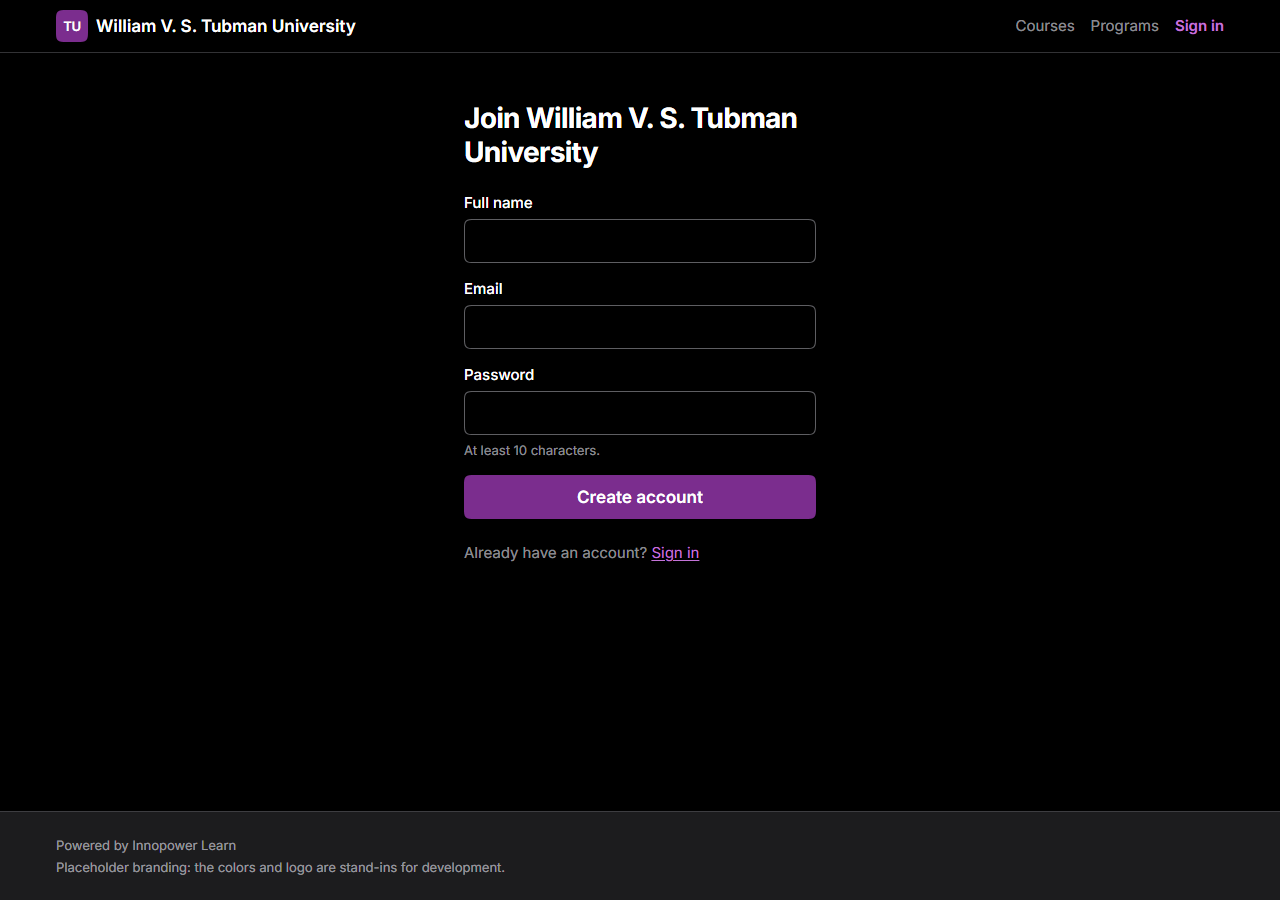 TU William V. S. Tubman University
Courses Programs Sign in
Join William V. S. Tubman
University
Full name
Email
Password
At least 10 characters.
Create account
Already have an account? Sign in
Powered by Innopower Learn
Placeholder branding: the colors and logo are stand-ins for development.